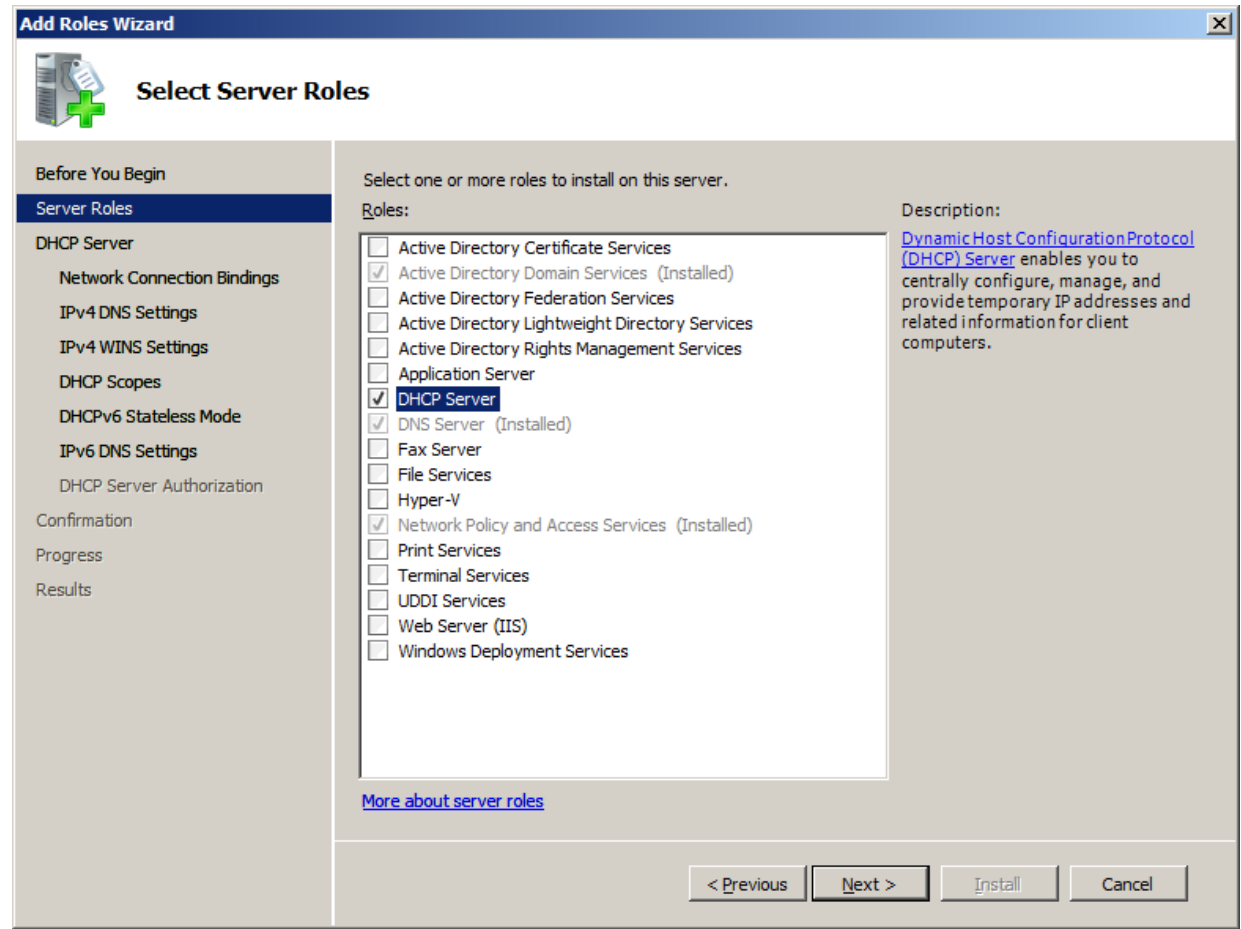 Add Roles Wizard
Select Server Roles
Before You Begin
Server Roles
DHCP Server
Network Connection Bindings
IPv4 DNS Settings
IPv4 WINS Settings
DHCP Scopes
DHCPv6 Stateless Mode
IPv6 DNS Settings
DHCP Server Authorization
Confirmation
Progress
Results
Select one or more roles to install on this server.
Roles:
Active Directory Certificate Services
Active Directory Domain Services (Installed)
Active Directory Federation Services
Active Directory Lightweight Directory Services
Active Directory Rights Management Services
Application Server
DHCP Server
DNS Server (Installed)
Fax Server
File Services
Hyper-V
Network Policy and Access Services (Installed)
Print Services
Terminal Services
UDDI Services
Web Server (IIS)
Windows Deployment Services
More about server roles
Description:
Dynamic Host Configuration Protocol
(DHCP) Server enables you to
centrally configure, manage, and
provide temporary IP addresses and
related information for client
computers.
< Previous
Next >
Install
Cancel